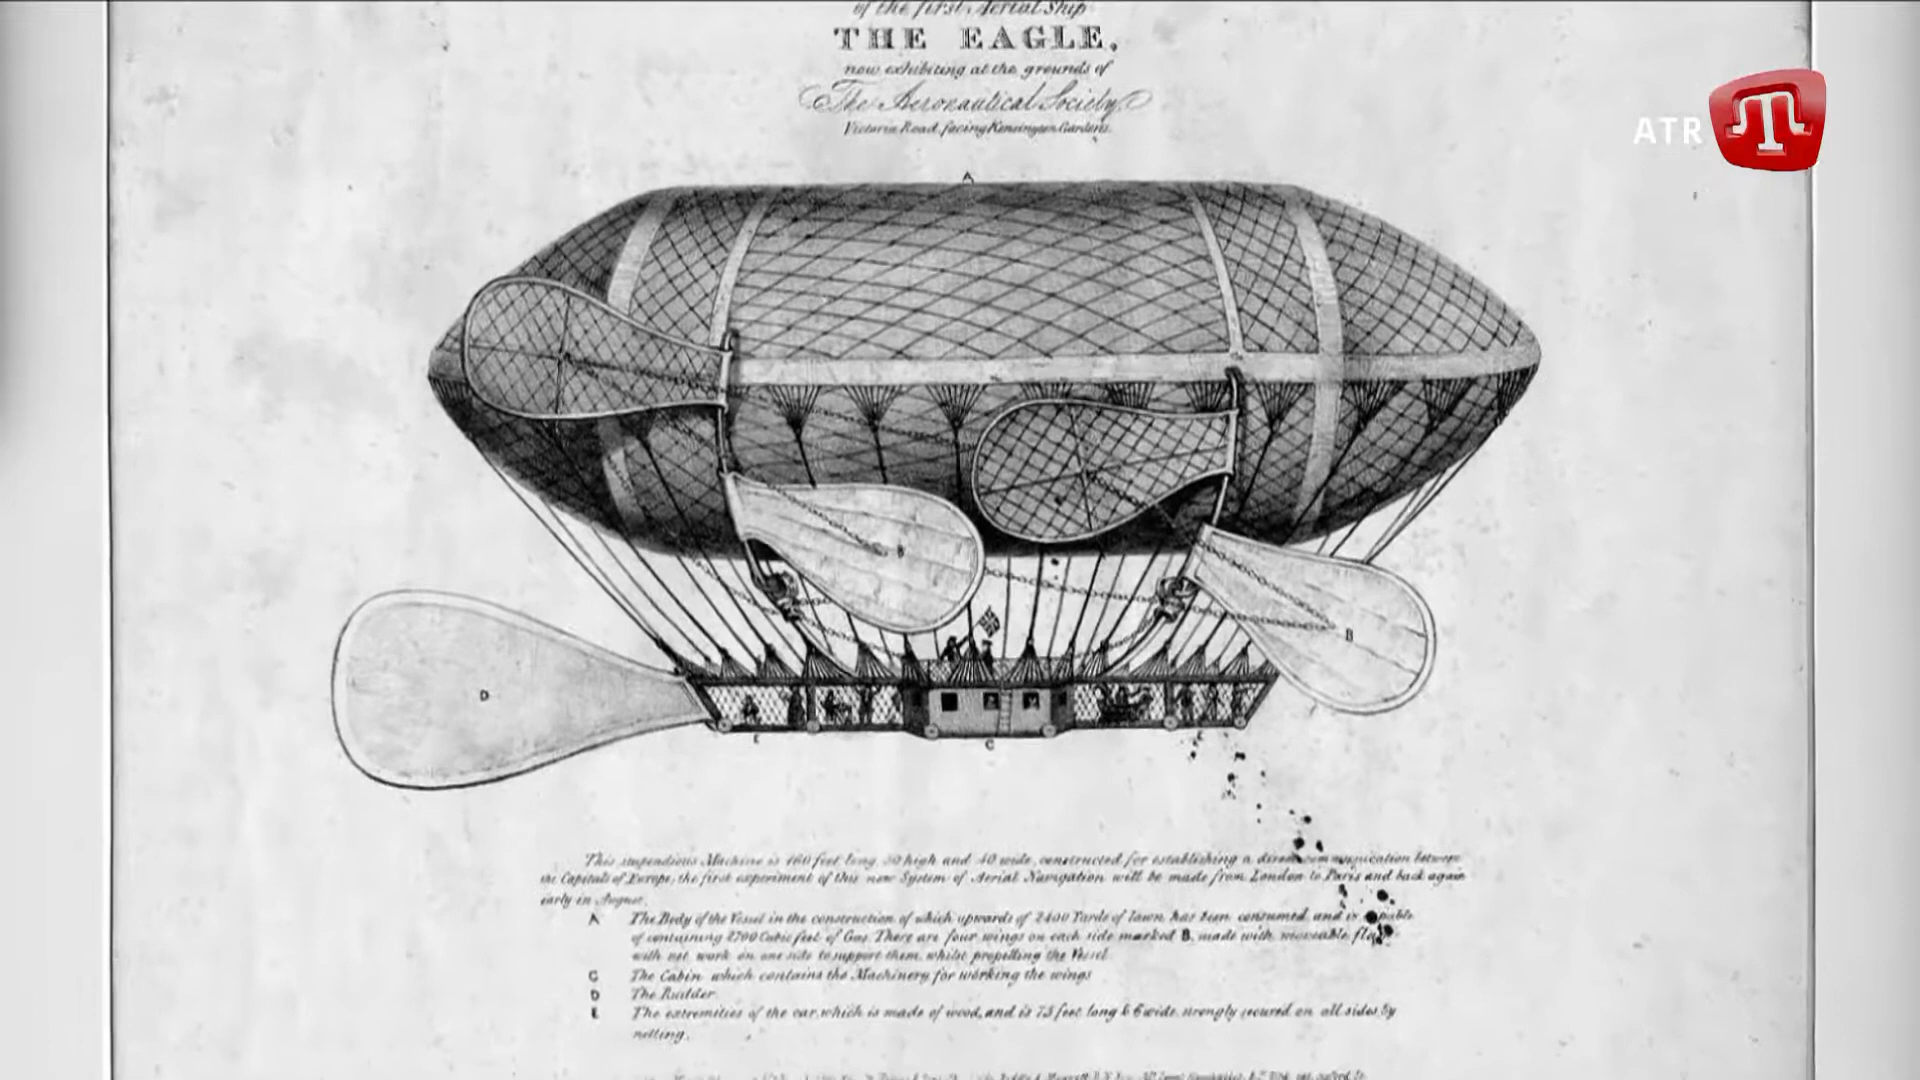 of the first Aerial Ship
THE EAGLE,
now exhibiting at the grounds of
The Aeronautical Society
Victoria Road, facing Kensington Gardens.
ATR
A
B
B
D
E
C
E
This stupendious Machine is 160 feet long, 50 high and 40 wide, constructed for establishing a direct communication between
the Capitals of Europe, the first experiment of this new System of Aerial Navigation will be made from London to Paris and back again
early in August.
A The Body of the Vessel in the construction of which upwards of 2400 Yards of lawn has been consumed, and is capable
of containing 2700 Cubic feet of Gas. There are four wings on each side marked B, made with moveable flaps
with net work on one side to support them, whilst propelling the Vessel
C The Cabin which contains the Machinery for working the wings
D The Rudder.
E The extremities of the car, which is made of wood, and is 75 feet long & 6 wide, strongly secured on all sides by
netting.